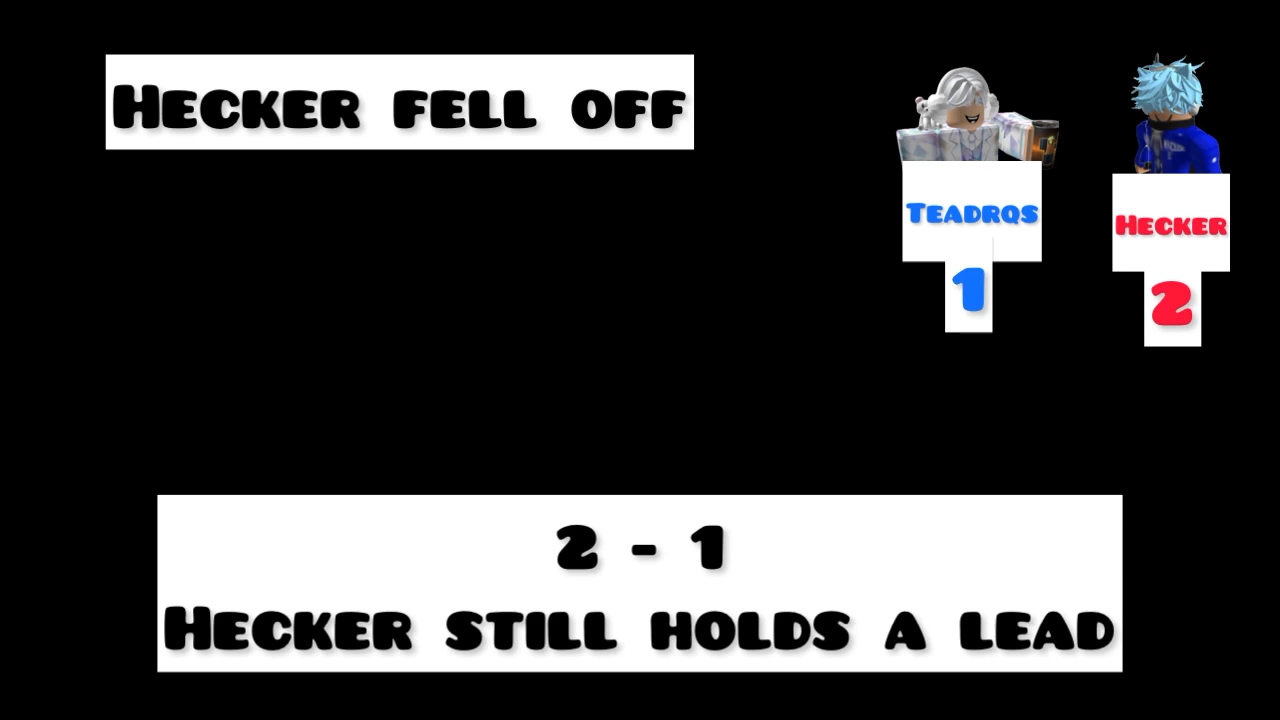 Hecker fell off
Teadrqs
Hecker
1
2
2 - 1
Hecker still holds a lead